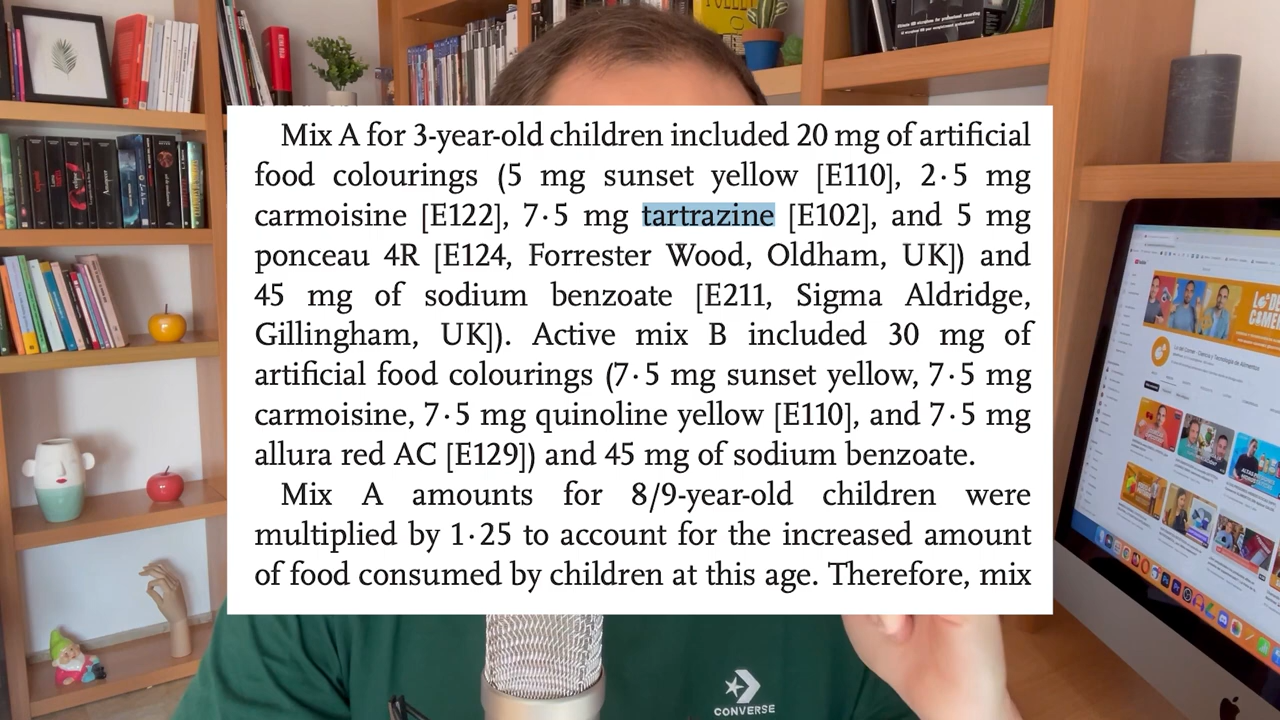 Mix A for 3-year-old children included 20 mg of artificial
food colourings (5 mg sunset yellow [E110], 2·5 mg
carmoisine [E122], 7·5 mg tartrazine [E102], and 5 mg
ponceau 4R [E124, Forrester Wood, Oldham, UK]) and
45 mg of sodium benzoate [E211, Sigma Aldridge,
Gillingham, UK]). Active mix B included 30 mg of
artificial food colourings (7·5 mg sunset yellow, 7·5 mg
carmoisine, 7·5 mg quinoline yellow [E110], and 7·5 mg
allura red AC [E129]) and 45 mg of sodium benzoate.
Mix A amounts for 8/9-year-old children were
multiplied by 1·25 to account for the increased amount
of food consumed by children at this age. Therefore, mix
CONVERSE